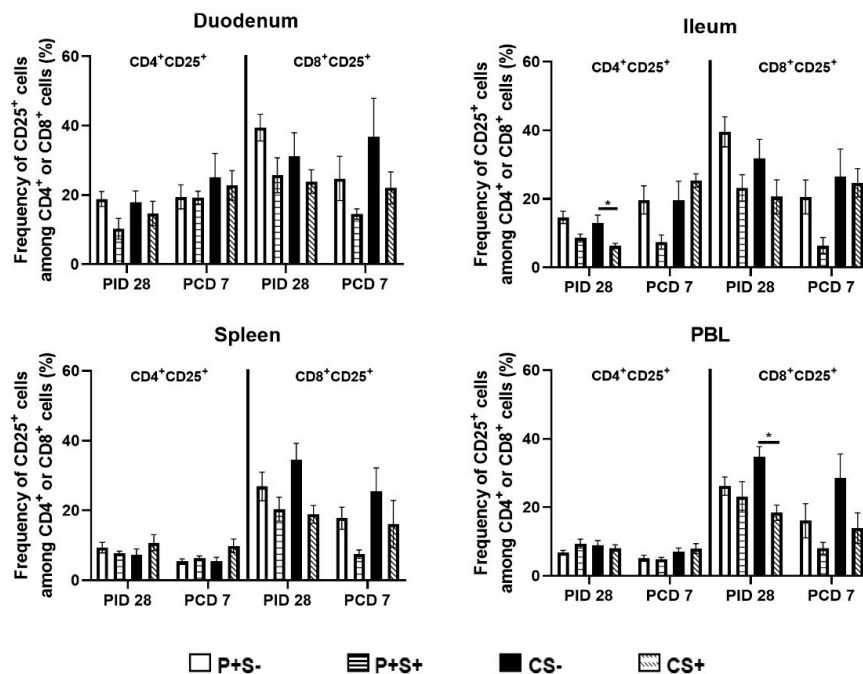 Duodenum
Frequency of CD25⁺ cells
among CD4⁺ or CD8⁺ cells (%)
60
40
20
0
CD4⁺CD25⁺
CD8⁺CD25⁺
PID 28
PCD 7
PID 28
PCD 7
Ileum
Frequency of CD25⁺ cells
among CD4⁺ or CD8⁺ cells (%)
60
40
20
0
CD4⁺CD25⁺
CD8⁺CD25⁺
*
PID 28
PCD 7
PID 28
PCD 7
Spleen
Frequency of CD25⁺ cells
among CD4⁺ or CD8⁺ cells (%)
60
40
20
0
CD4⁺CD25⁺
CD8⁺CD25⁺
PID 28
PCD 7
PID 28
PCD 7
PBL
Frequency of CD25⁺ cells
among CD4⁺ or CD8⁺ cells (%)
60
40
20
0
CD4⁺CD25⁺
CD8⁺CD25⁺
*
PID 28
PCD 7
PID 28
PCD 7
P+S-
P+S+
CS-
CS+